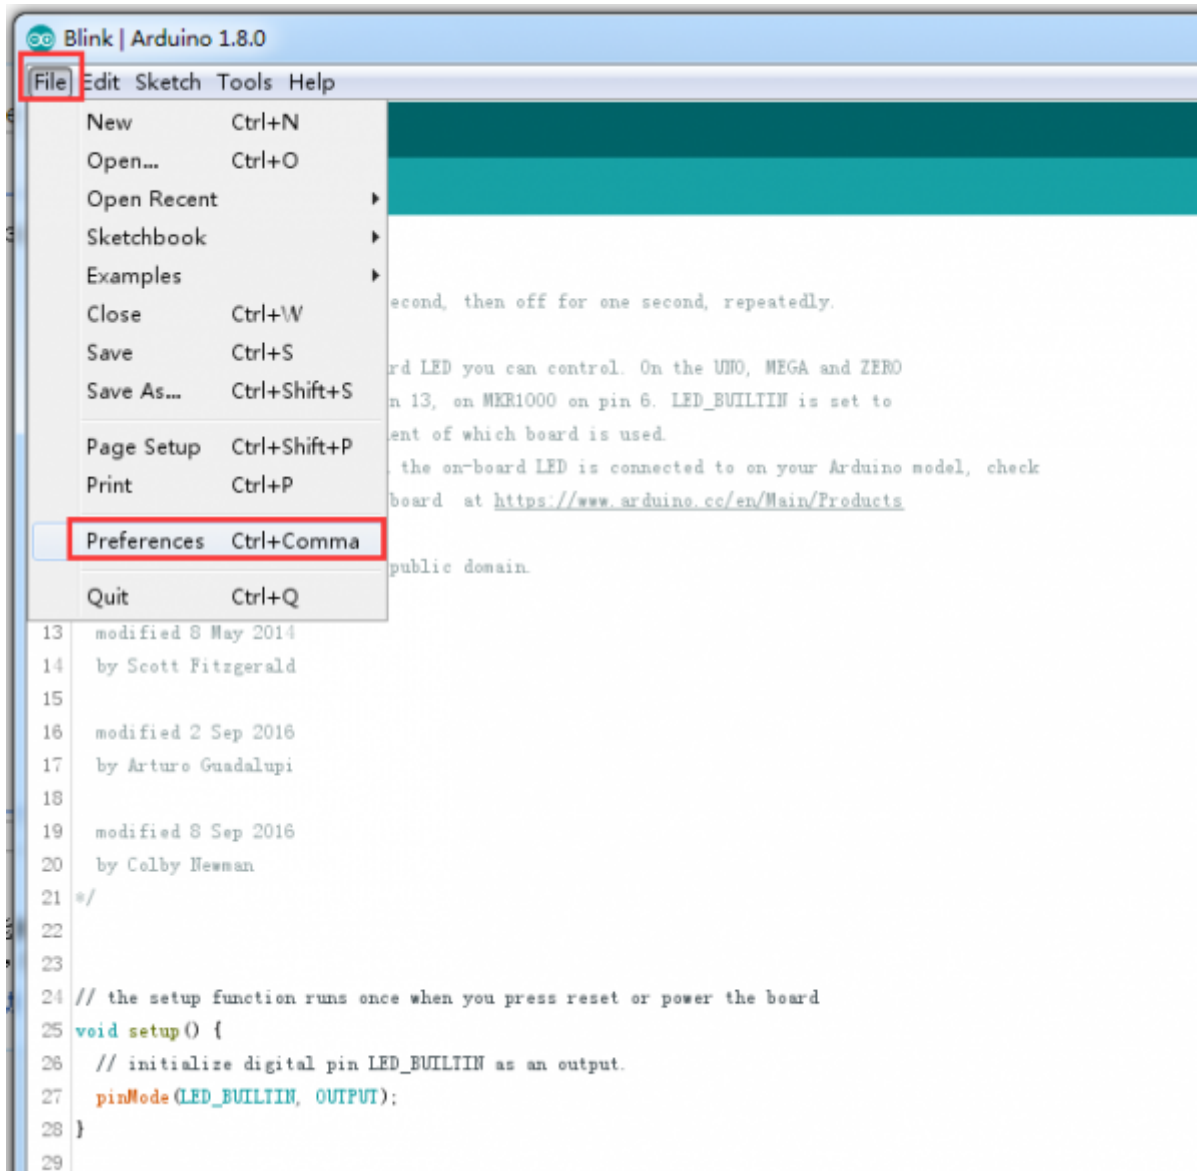 Blink | Arduino 1.8.0
File Edit Sketch Tools Help
New Ctrl+N
Open... Ctrl+O
Open Recent
Sketchbook
Examples
Close Ctrl+W
Save Ctrl+S
Save As... Ctrl+Shift+S
Page Setup Ctrl+Shift+P
Print Ctrl+P
Preferences Ctrl+Comma
Quit Ctrl+Q
econd, then off for one second, repeatedly.
rd LED you can control. On the UNO, MEGA and ZERO
n 13, on MKR1000 on pin 6. LED_BUILTIN is set to
ent of which board is used.
the on-board LED is connected to on your Arduino model, check
board at https://www.arduino.cc/en/Main/Products
public domain.
13 modified 8 May 2014
14 by Scott Fitzgerald
15
16 modified 2 Sep 2016
17 by Arturo Guadalupi
18
19 modified 8 Sep 2016
20 by Colby Newman
21 */
22
23
24 // the setup function runs once when you press reset or power the board
25 void setup() {
26 // initialize digital pin LED_BUILTIN as an output.
27 pinMode(LED_BUILTIN, OUTPUT);
28 }
29